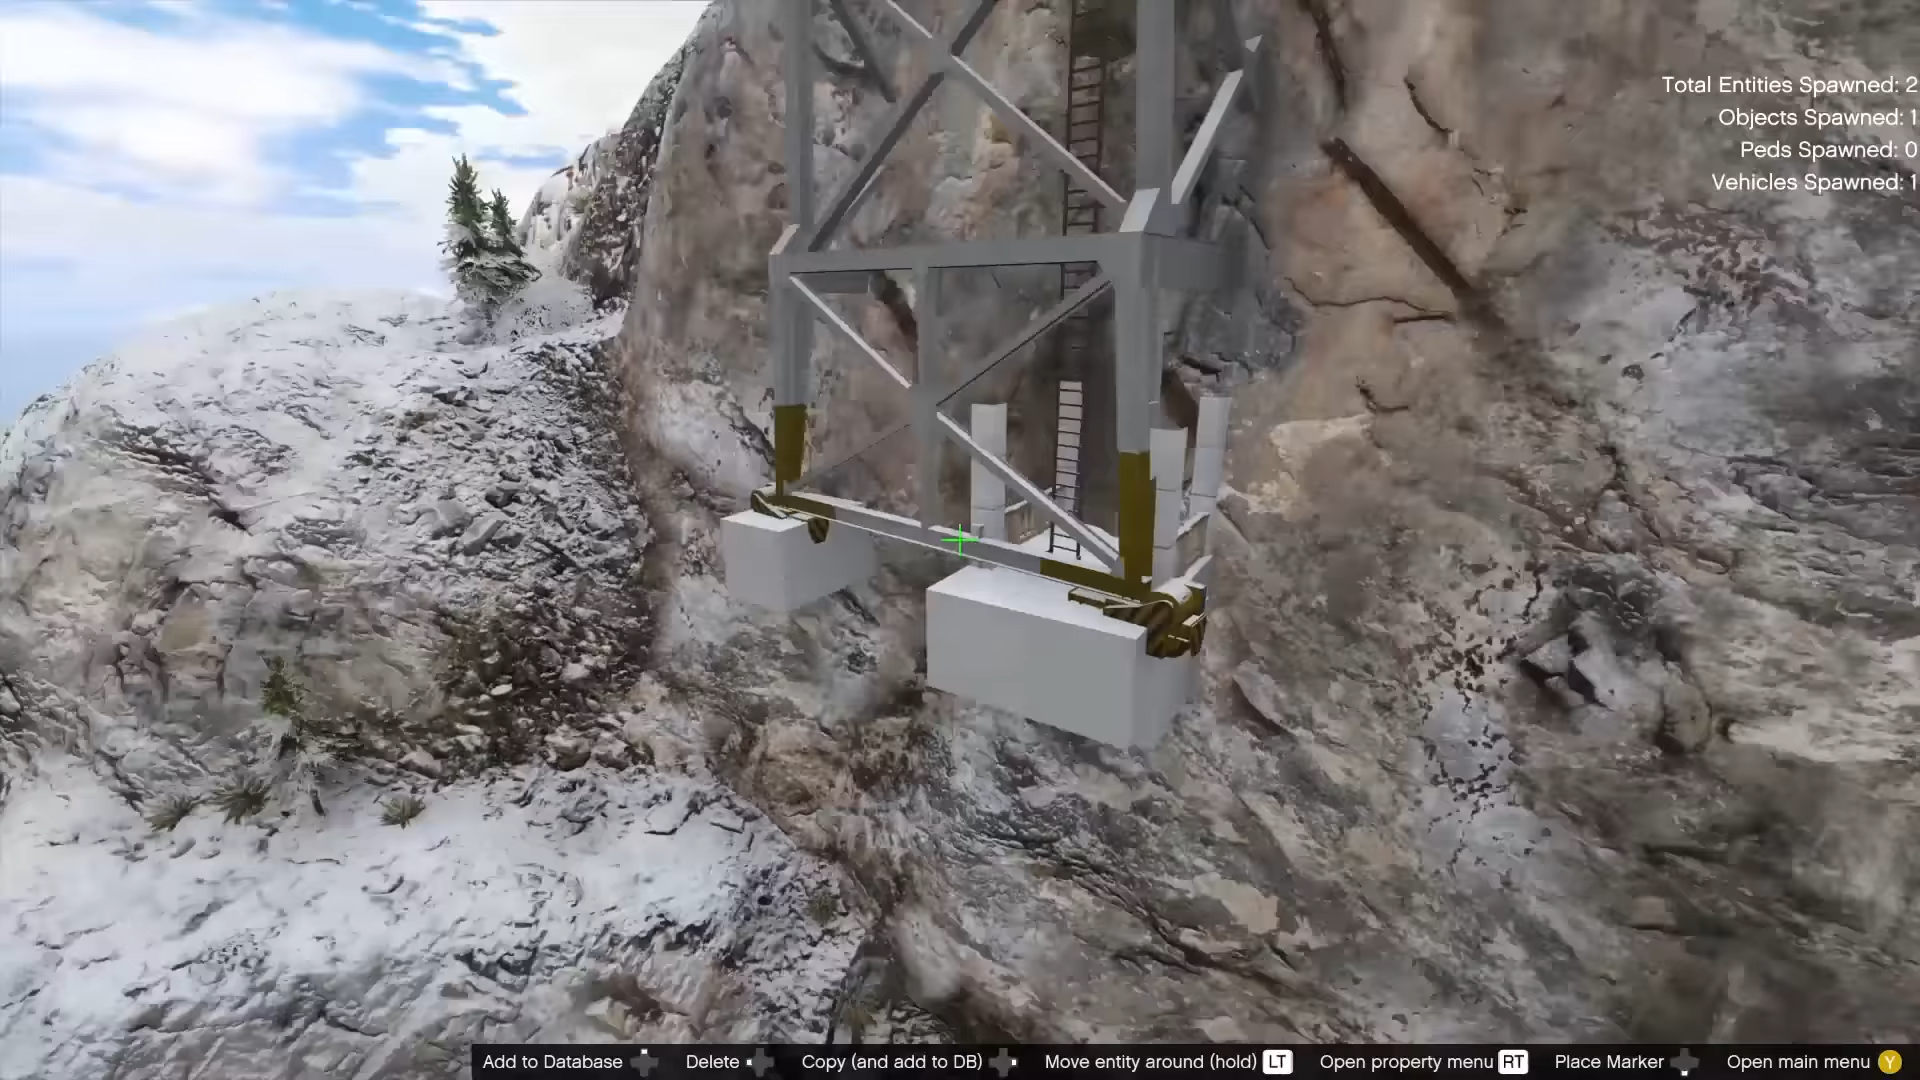 Total Entities Spawned: 2
Objects Spawned: 1
Peds Spawned: 0
Vehicles Spawned: 1
Add to Database Delete Copy (and add to DB) Move entity around (hold) LT Open property menu RT Place Marker Open main menu Y